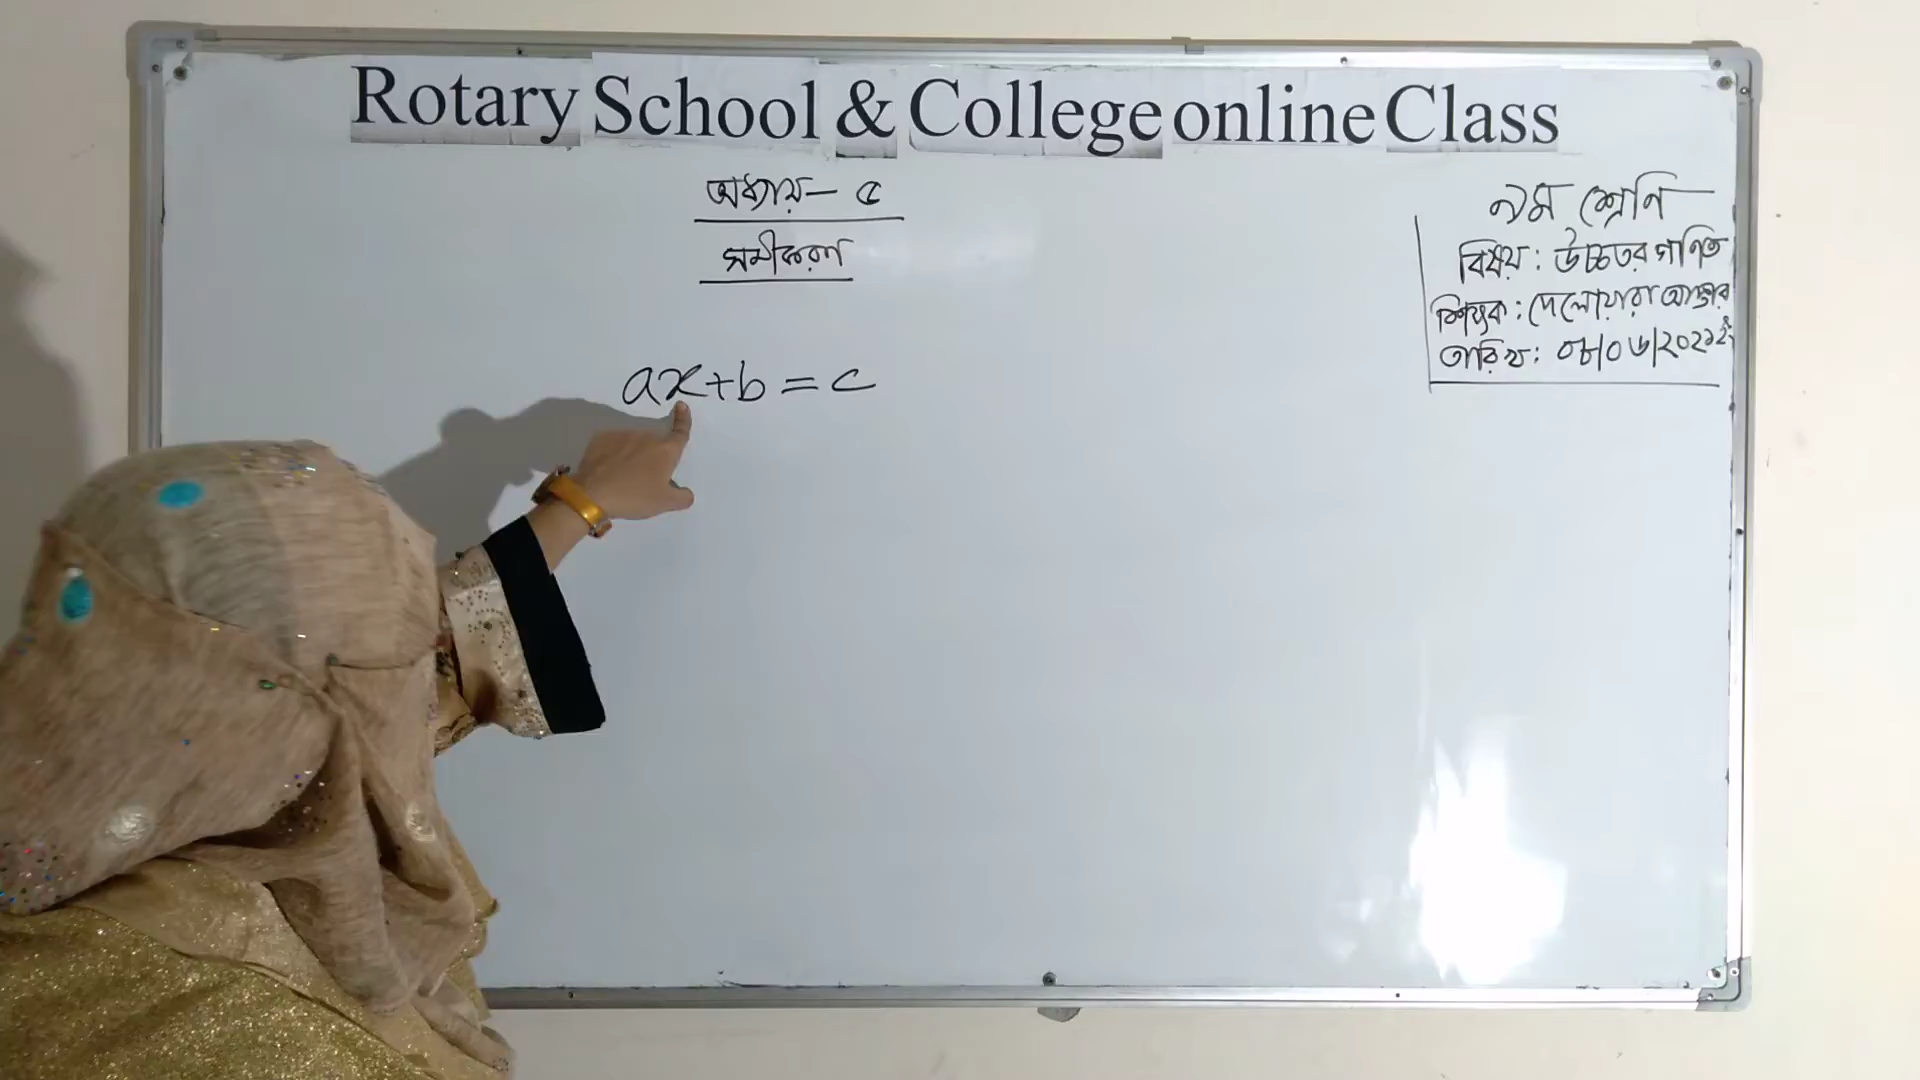 Rotary School & College online Class
অধ্যায়- ৫
সমীকরণ
ax+b = c
৯ম শ্রেণি
বিষয়: উচ্চতর গণিত
শিক্ষক: দেলোয়ারা আক্তার
তারিখ: ০৮/০৬/২০২১ইং